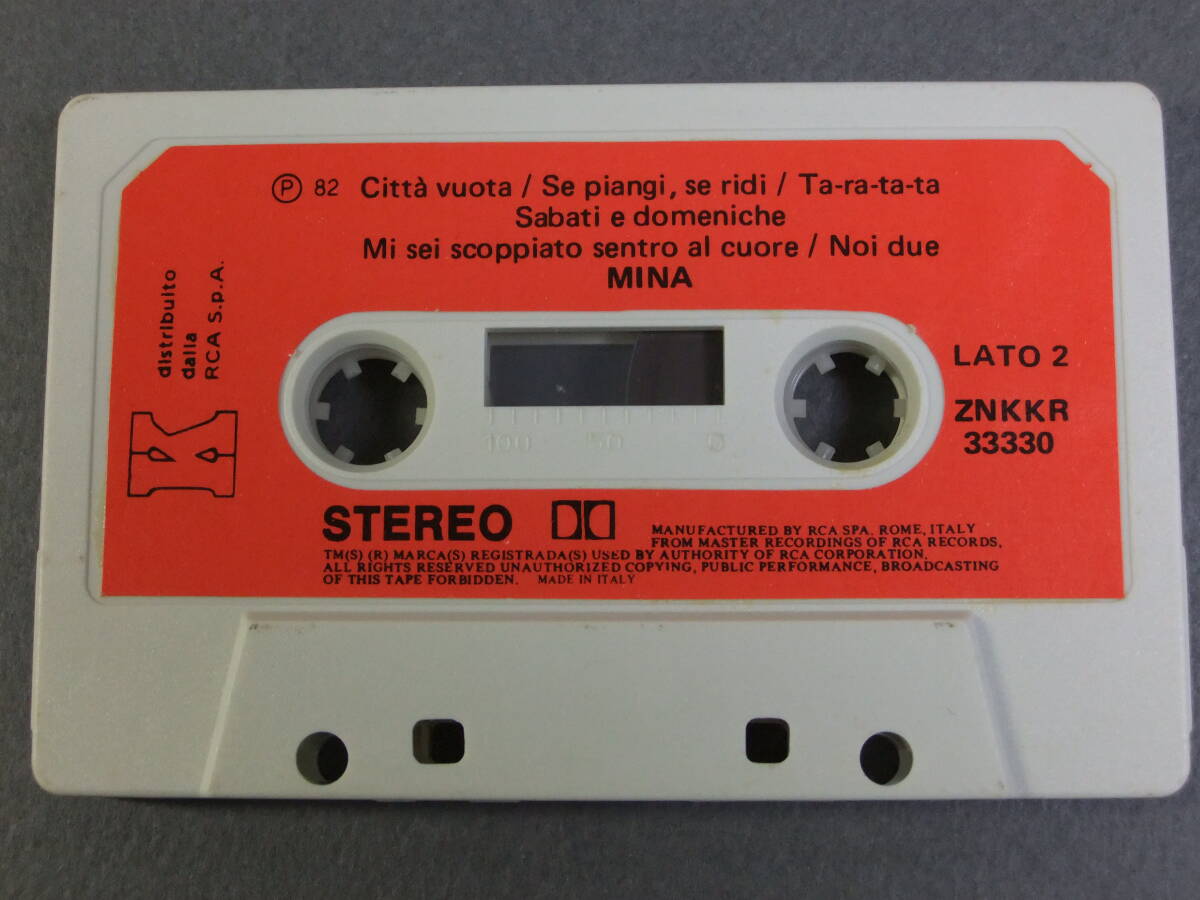 Ⓟ 82 Città vuota / Se piangi, se ridi / Ta-ra-ta-ta
Sabati e domeniche
Mi sei scoppiato sentro al cuore / Noi due
MINA
distribuito
dalla
RCA S.p.A.
K
LATO 2
ZNKKR
33330
100 50 0
STEREO
MANUFACTURED BY RCA SPA, ROME, ITALY
FROM MASTER RECORDINGS OF RCA RECORDS,
TM(S) (R) MARCA(S) REGISTRADA(S) USED BY AUTHORITY OF RCA CORPORATION.
ALL RIGHTS RESERVED UNAUTHORIZED COPYING, PUBLIC PERFORMANCE, BROADCASTING
OF THIS TAPE FORBIDDEN. MADE IN ITALY